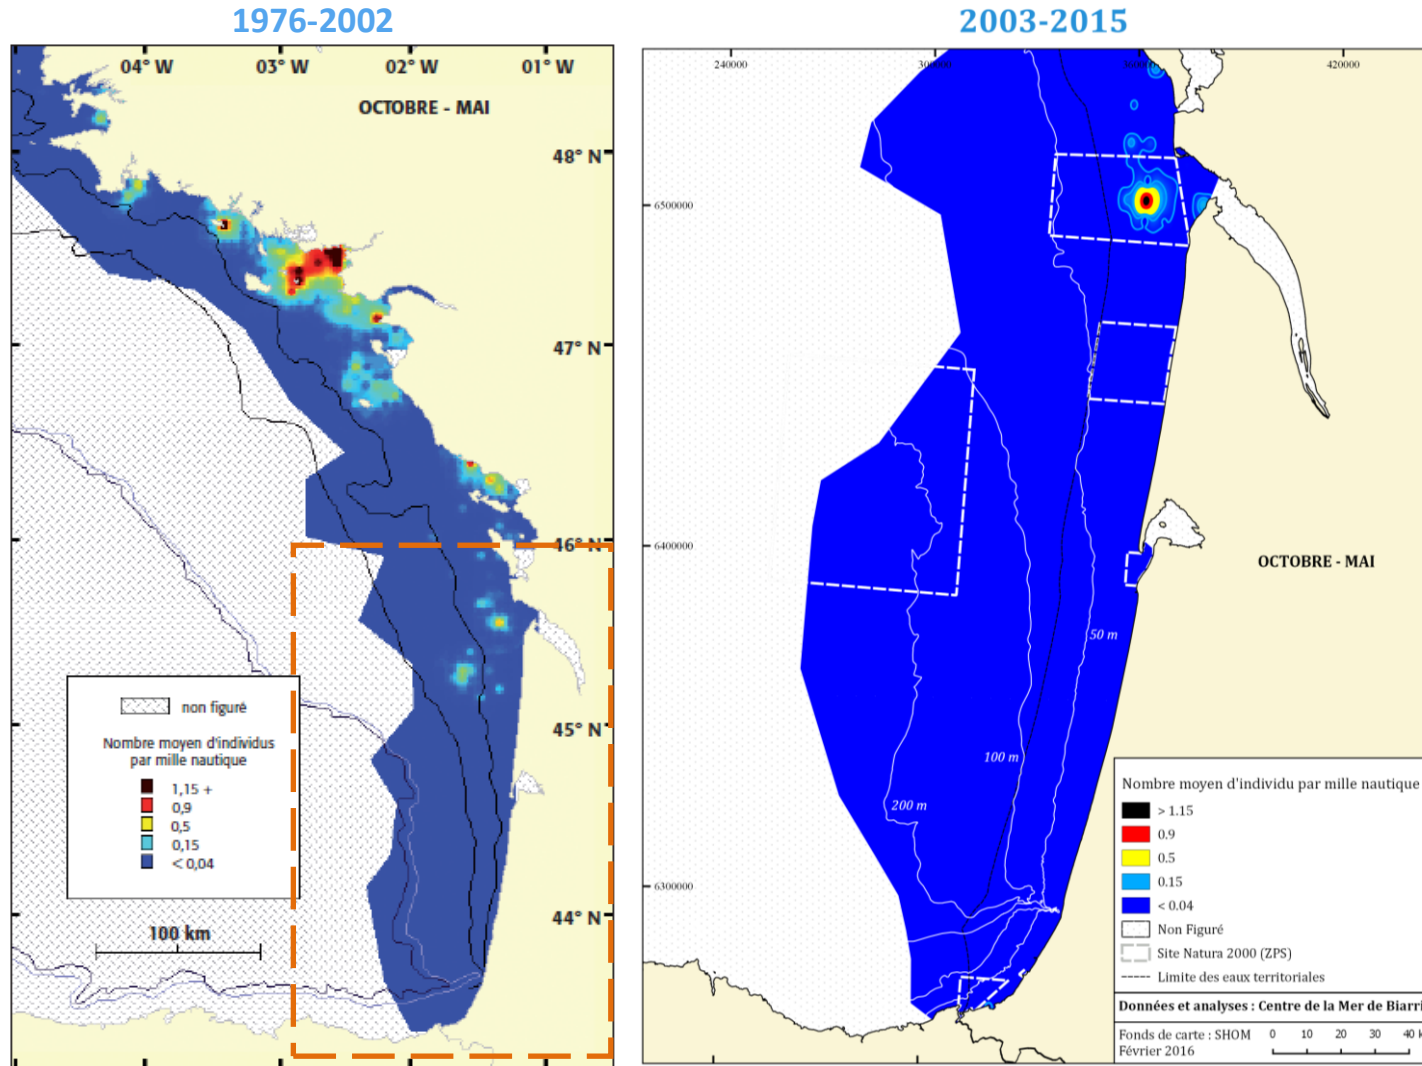 1976-2002
2003-2015
04° W
03° W
02° W
01° W
OCTOBRE - MAI
48° N
47° N
46° N
45° N
44° N
non figuré
Nombre moyen d'individus
par mille nautique
1,15 +
0,9
0,5
0,15
< 0,04
100 km
240000
420000
6500000
6400000
6300000
OCTOBRE - MAI
50 m
100 m
200 m
Nombre moyen d'individu par mille nautique
> 1.15
0.9
0.5
0.15
< 0.04
Non Figuré
Site Natura 2000 (ZPS)
Limite des eaux territoriales
Données et analyses : Centre de la Mer de Biarri
Fonds de carte : SHOM
Février 2016
0 10 20 30 40 k